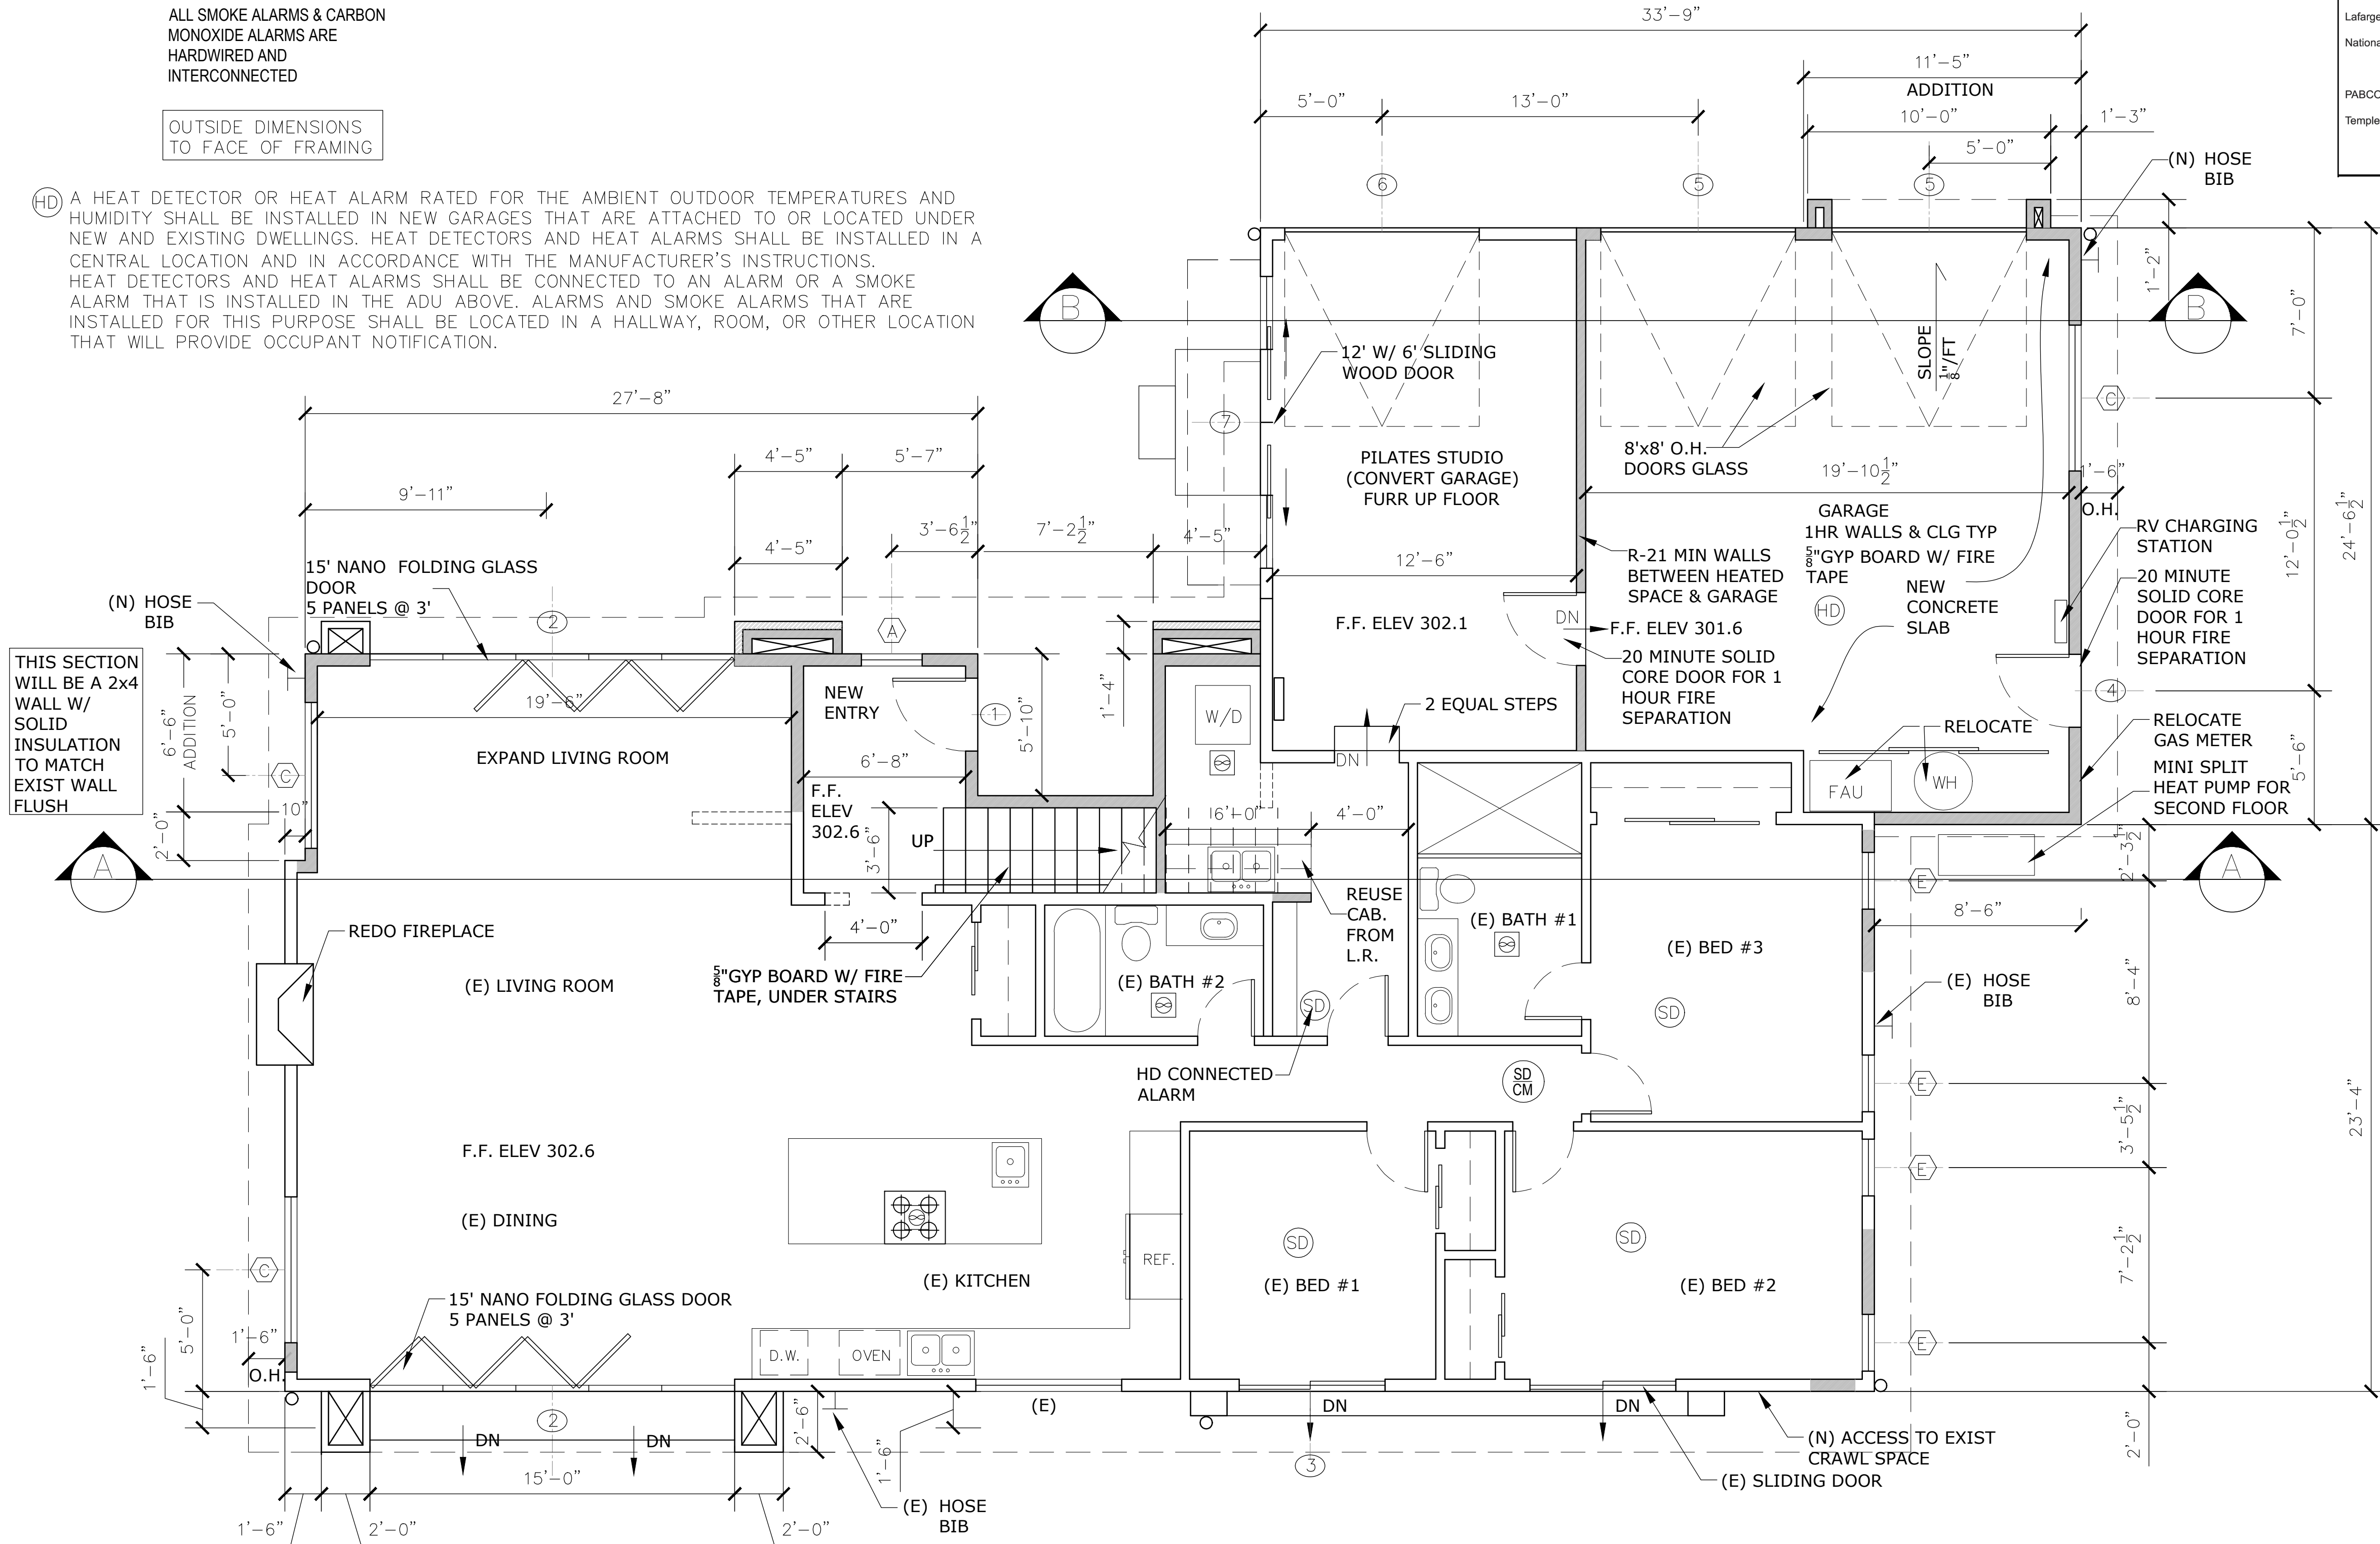 ALL SMOKE ALARMS & CARBON
MONOXIDE ALARMS ARE
HARDWIRED AND
INTERCONNECTED
OUTSIDE DIMENSIONS
TO FACE OF FRAMING
HD
A HEAT DETECTOR OR HEAT ALARM RATED FOR THE AMBIENT OUTDOOR TEMPERATURES AND
HUMIDITY SHALL BE INSTALLED IN NEW GARAGES THAT ARE ATTACHED TO OR LOCATED UNDER
NEW AND EXISTING DWELLINGS. HEAT DETECTORS AND HEAT ALARMS SHALL BE INSTALLED IN A
CENTRAL LOCATION AND IN ACCORDANCE WITH THE MANUFACTURER'S INSTRUCTIONS.
HEAT DETECTORS AND HEAT ALARMS SHALL BE CONNECTED TO AN ALARM OR A SMOKE
ALARM THAT IS INSTALLED IN THE ADU ABOVE. ALARMS AND SMOKE ALARMS THAT ARE
INSTALLED FOR THIS PURPOSE SHALL BE LOCATED IN A HALLWAY, ROOM, OR OTHER LOCATION
THAT WILL PROVIDE OCCUPANT NOTIFICATION.
Lafarge
Nationa
PABCO
Temple
33'-9"
11'-5"
ADDITION
5'-0"
13'-0"
10'-0"
1'-3"
5'-0"
6
5
5
(N) HOSE
BIB
1'-2"
B
B
7'-0"
SLOPE
1/8"/FT
12' W/ 6' SLIDING
WOOD DOOR
7
C
27'-8"
4'-5"
5'-7"
9'-11"
PILATES STUDIO
(CONVERT GARAGE)
FURR UP FLOOR
8'x8' O.H.
DOORS GLASS
19'-10 1/2"
1'-6"
O.H.
24'-6 1/2"
3'-6 1/2"
7'-2 1/2"
4'-5"
4'-5"
GARAGE
1HR WALLS & CLG TYP
5/8"GYP BOARD W/ FIRE
TAPE
HD
RV CHARGING
STATION
12'-0 1/2"
12'-6"
R-21 MIN WALLS
BETWEEN HEATED
SPACE & GARAGE
NEW
CONCRETE
SLAB
20 MINUTE
SOLID CORE
DOOR FOR 1
HOUR FIRE
SEPARATION
15' NANO FOLDING GLASS
DOOR
5 PANELS @ 3'
(N) HOSE
BIB
2
A
F.F. ELEV 302.1
DN
F.F. ELEV 301.6
20 MINUTE SOLID
CORE DOOR FOR 1
HOUR FIRE
SEPARATION
THIS SECTION
WILL BE A 2x4
WALL W/
SOLID
INSULATION
TO MATCH
EXIST WALL
FLUSH
6'-6"
ADDITION
5'-0"
19'-6"
NEW
ENTRY
1
5'-10"
1'-4"
W/D
2 EQUAL STEPS
DN
4
RELOCATE
RELOCATE
GAS METER
5'-6"
EXPAND LIVING ROOM
C
6'-8"
F.F.
ELEV
302.6
FAU
WH
MINI SPLIT
HEAT PUMP FOR
SECOND FLOOR
10"
2'-0"
3'-6"
UP
6'-0"
4'-0"
2'-3 1/2"
A
A
E
REUSE
CAB.
FROM
L.R.
(E) BATH #1
(E) BED #3
8'-6"
REDO FIREPLACE
4'-0"
(E) LIVING ROOM
5/8"GYP BOARD W/ FIRE
TAPE, UNDER STAIRS
(E) BATH #2
SD
SD
8'-4"
(E) HOSE
BIB
HD CONNECTED
ALARM
SD
CM
E
23'-4"
F.F. ELEV 302.6
3'-5 1/2"
E
(E) DINING
REF.
SD
SD
7'-2 1/2"
C
(E) KITCHEN
(E) BED #1
(E) BED #2
15' NANO FOLDING GLASS DOOR
5 PANELS @ 3'
5'-0"
1'-6"
O.H.
1'-6"
D.W.
OVEN
E
2
DN
DN
2'-6"
1'-6"
(E)
DN
DN
3
2'-0"
(N) ACCESS TO EXIST
CRAWL SPACE
(E) SLIDING DOOR
15'-0"
(E) HOSE
BIB
1'-6"
2'-0"
2'-0"